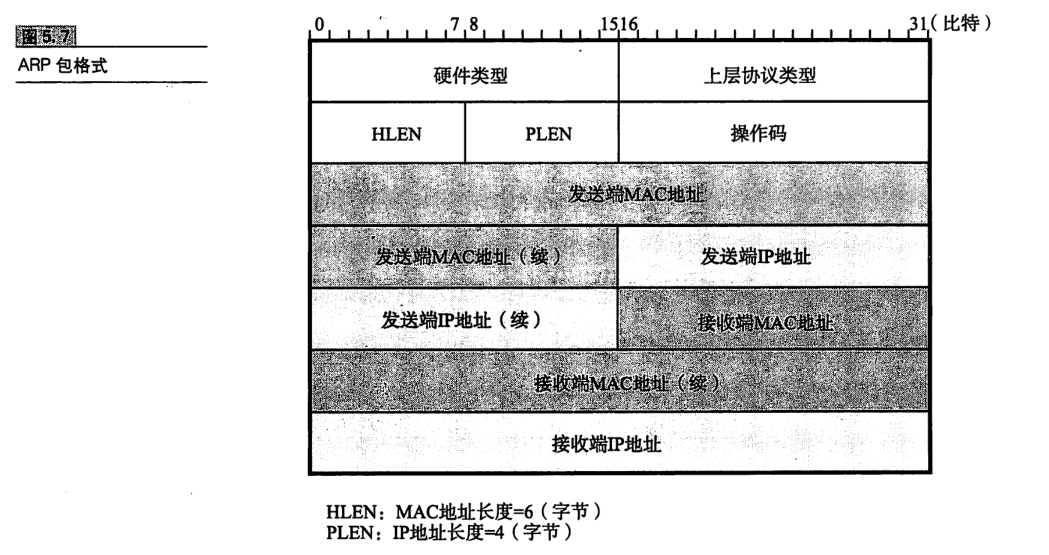 图5.7
ARP 包格式
0 7 8 1516 31(比特)
硬件类型 上层协议类型
HLEN PLEN 操作码
发送端MAC地址
发送端MAC地址(续) 发送端IP地址
发送端IP地址(续) 接收端MAC地址
接收端MAC地址(续)
接收端IP地址
HLEN:MAC地址长度=6(字节)
PLEN:IP地址长度=4(字节)